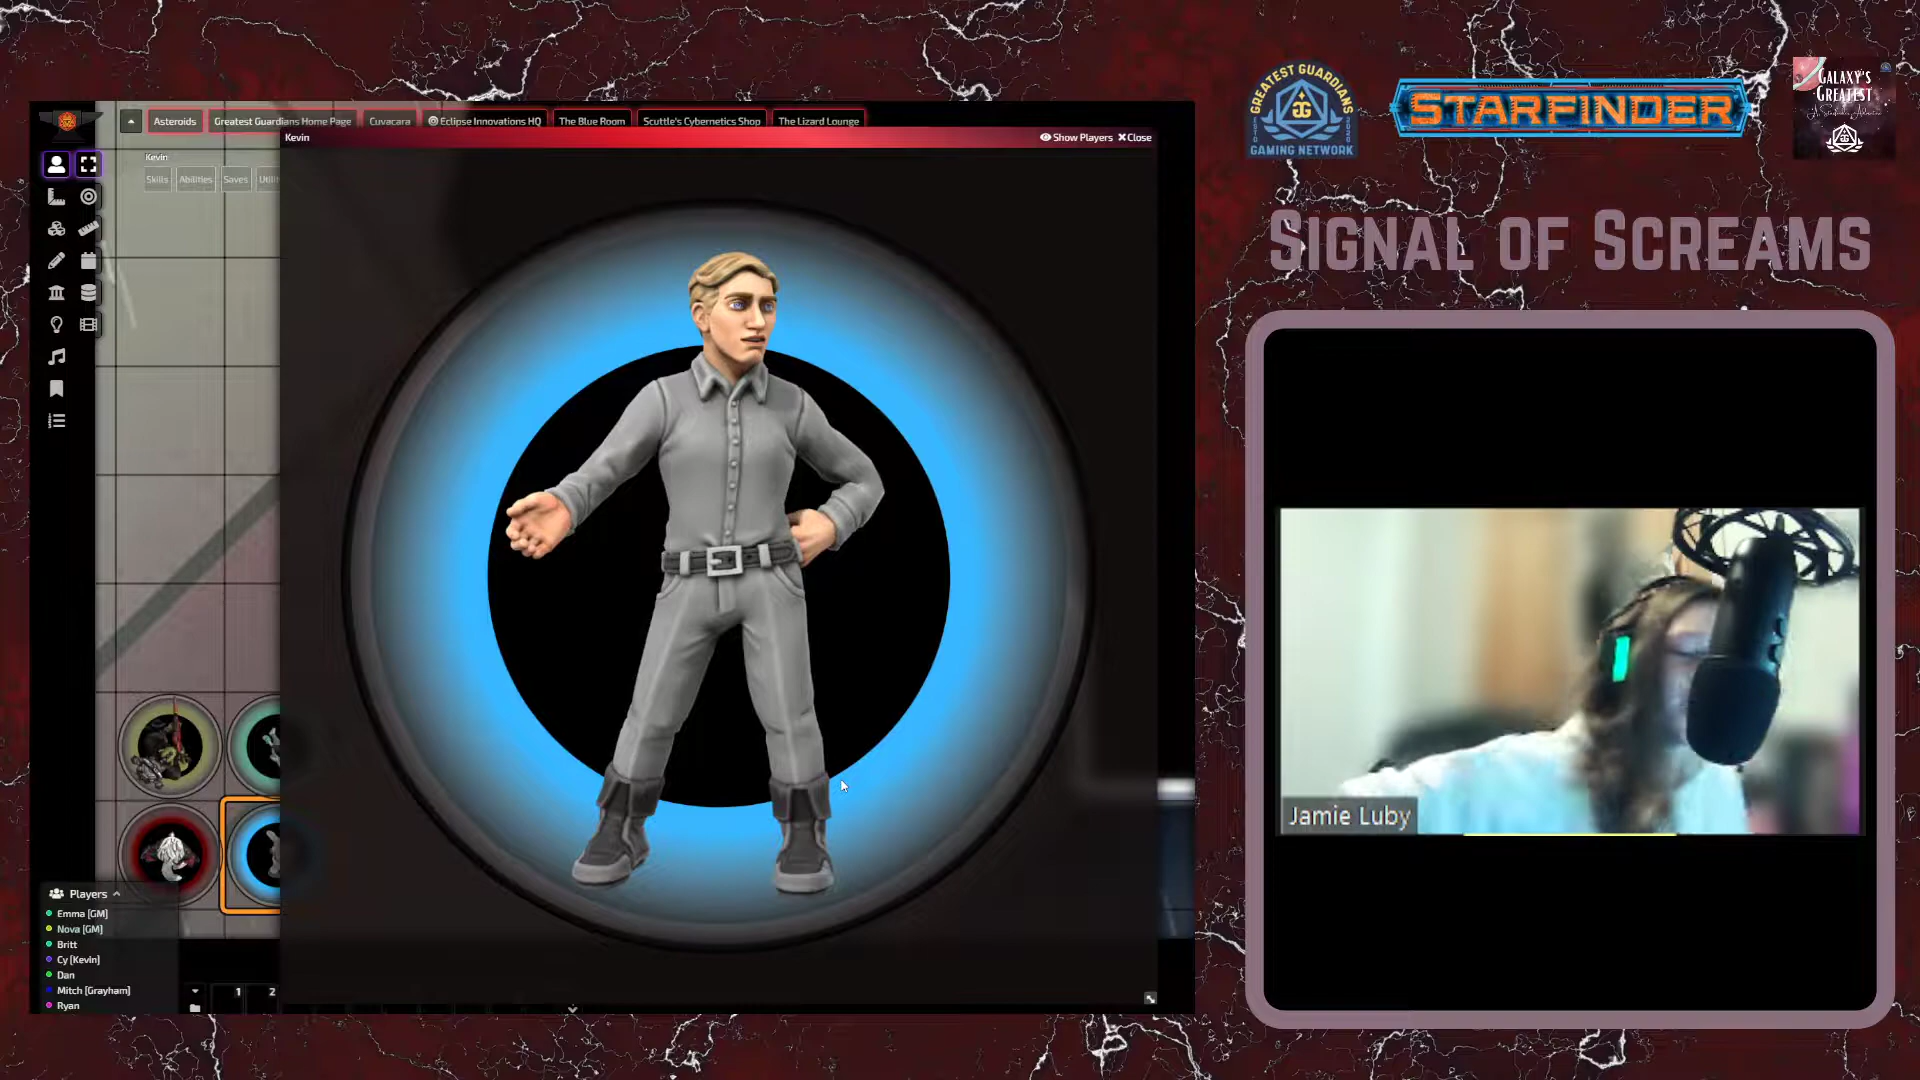 Asteroids
Greatest Guardians Home Page
Cuvacara
Eclipse Innovations HQ
The Blue Room
Scuttle's Cybernetics Shop
The Lizard Lounge
Kevin
Show Players
Close
Kevin
Skills
Abilities
Saves
Players
Emma [GM]
Nova [GM]
Britt
Cy [Kevin]
Dan
Mitch [Grayham]
Ryan
1
2
GREATEST GUARDIANS
GAMING NETWORK
STARFINDER
GALAXY'S
GREATEST
SIGNAL OF SCREAMS
Jamie Luby